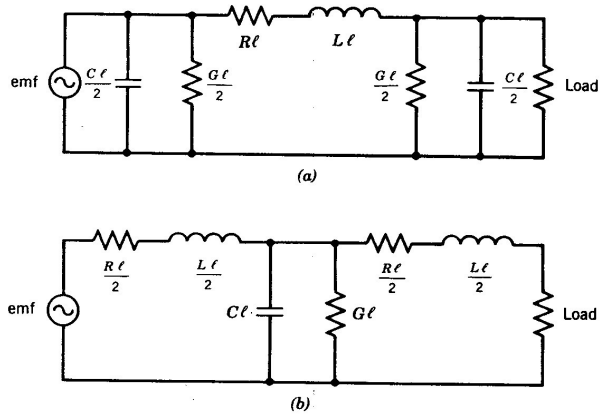 emf
Cℓ/2
Gℓ/2
Rℓ
Lℓ
Gℓ/2
Cℓ/2
Load
(a)
emf
Rℓ/2
Lℓ/2
Cℓ
Gℓ
Rℓ/2
Lℓ/2
Load
(b)